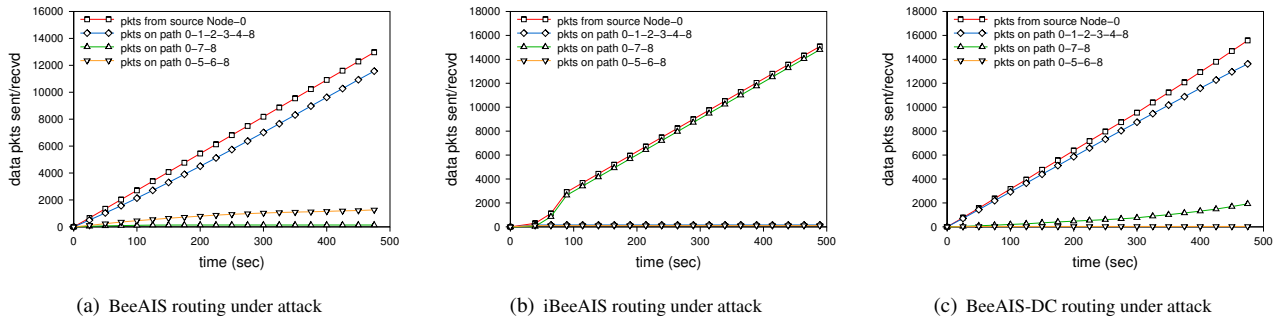 16000
14000
12000
10000
8000
6000
4000
2000
0
0 100 200 300 400 500
data pkts sent/recvd
time (sec)
pkts from source Node-0
pkts on path 0-1-2-3-4-8
pkts on path 0-7-8
pkts on path 0-5-6-8
(a) BeeAIS routing under attack
18000
16000
14000
12000
10000
8000
6000
4000
2000
0
0 100 200 300 400 500
data pkts sent/recvd
time (sec)
pkts from source Node-0
pkts on path 0-1-2-3-4-8
pkts on path 0-7-8
pkts on path 0-5-6-8
(b) iBeeAIS routing under attack
18000
16000
14000
12000
10000
8000
6000
4000
2000
0
0 100 200 300 400 500
data pkts sent/recvd
time (sec)
pkts from source Node-0
pkts on path 0-1-2-3-4-8
pkts on path 0-7-8
pkts on path 0-5-6-8
(c) BeeAIS-DC routing under attack